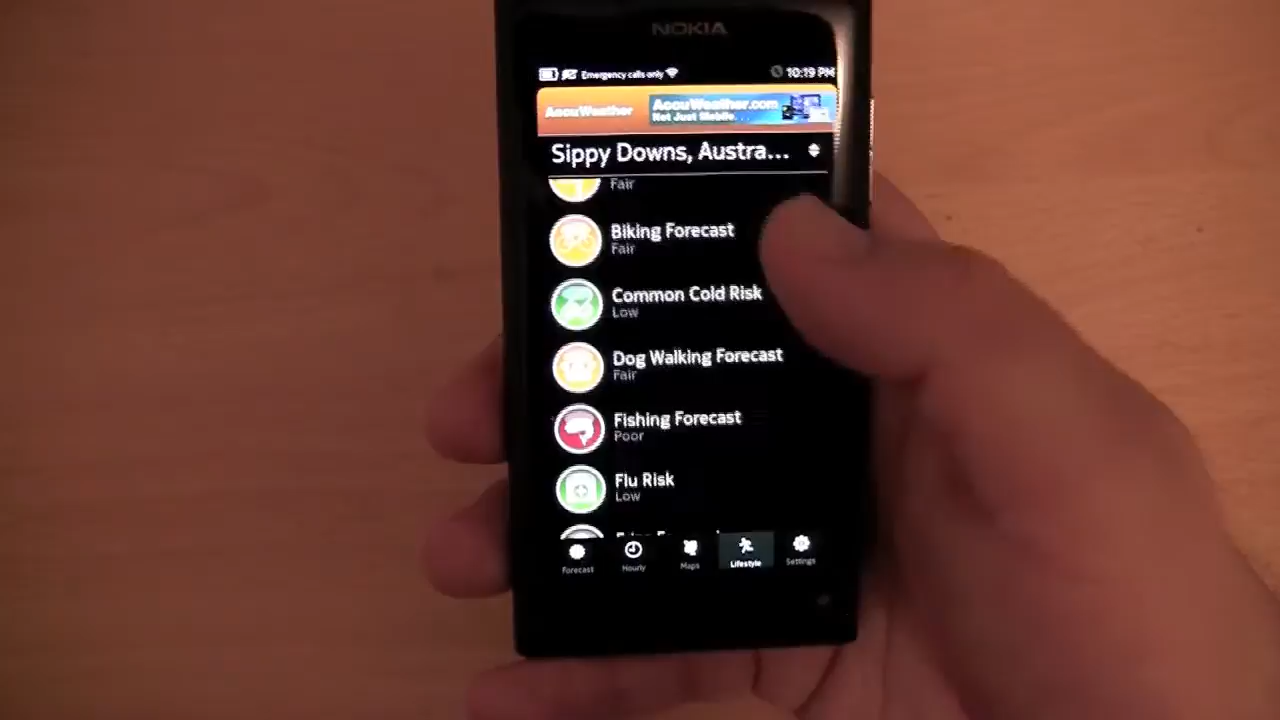 NOKIA
Emergency calls only
10:19 PM
AccuWeather
AccuWeather.com
Not Just Mobile...
Sippy Downs, Austra...
Fair
Biking Forecast
Fair
Common Cold Risk
Low
Dog Walking Forecast
Fair
Fishing Forecast
Poor
Flu Risk
Low
Forecast
Hourly
Maps
Lifestyle
Settings